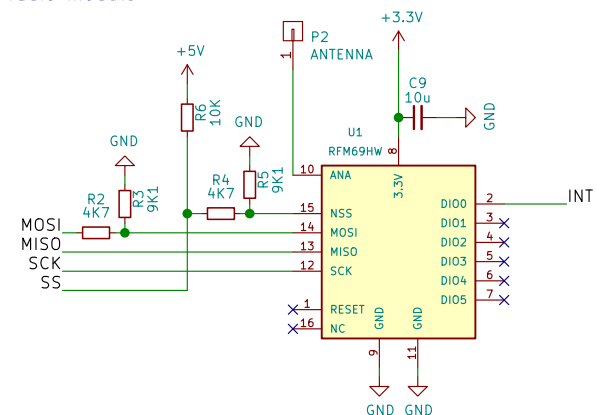 P2
ANTENNA
1
+3.3V
+5V
C9
10u
GND
R6
10K
GND
GND
U1
RFM69HW
8
3.3V
R4
4K7
R5
9K1
R2
4K7
R3
9K1
10 ANA
15 NSS
14 MOSI
13 MISO
12 SCK
1 RESET
16 NC
DIO0 2
DIO1 3
DIO2 4
DIO3 5
DIO4 6
DIO5 7
INT
MOSI
MISO
SCK
SS
GND
GND
9
11
GND
GND